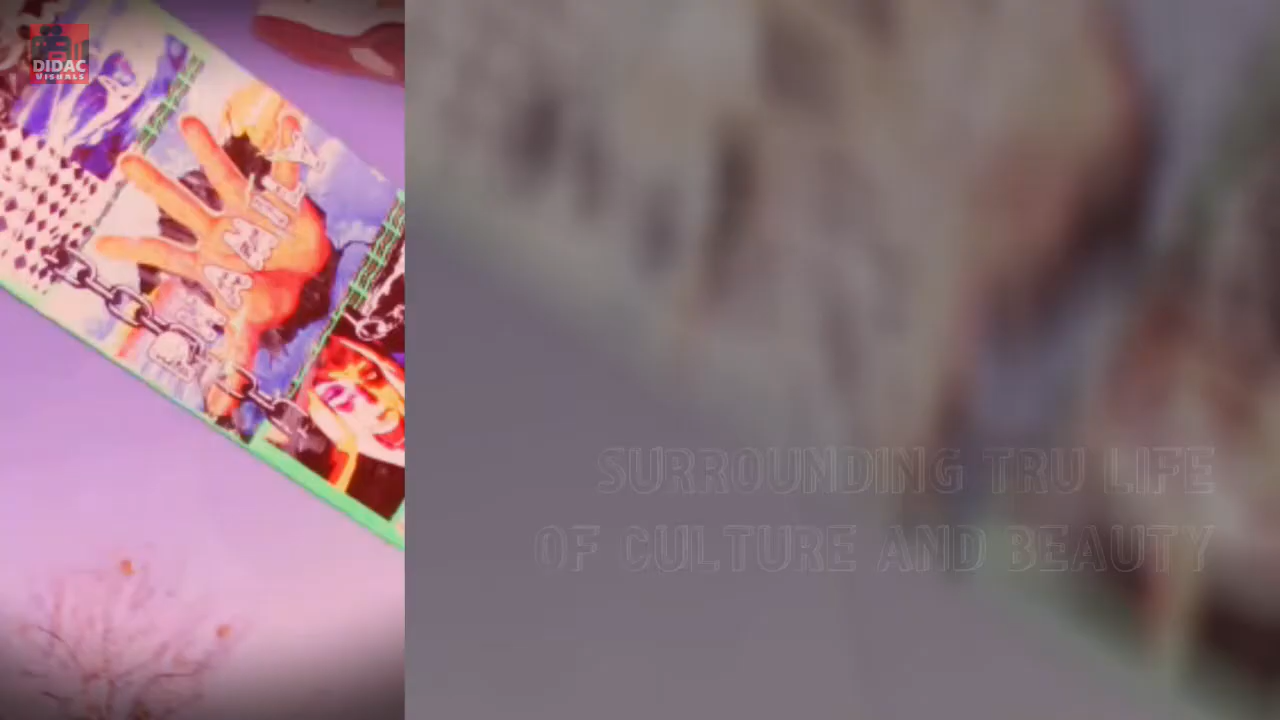 DIDAC
VISUALS
SURROUNDING TRU LIFE
OF CULTURE AND BEAUTY